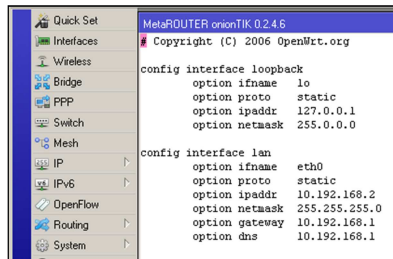 Quick Set
Interfaces
Wireless
Bridge
PPP
Switch
Mesh
IP
IPv6
OpenFlow
Routing
System
MetaROUTER onionTIK 0.2.4.6
# Copyright (C) 2006 OpenWrt.org
config interface loopback
option ifname lo
option proto static
option ipaddr 127.0.0.1
option netmask 255.0.0.0
config interface lan
option ifname eth0
option proto static
option ipaddr 10.192.168.2
option netmask 255.255.255.0
option gateway 10.192.168.1
option dns 10.192.168.1